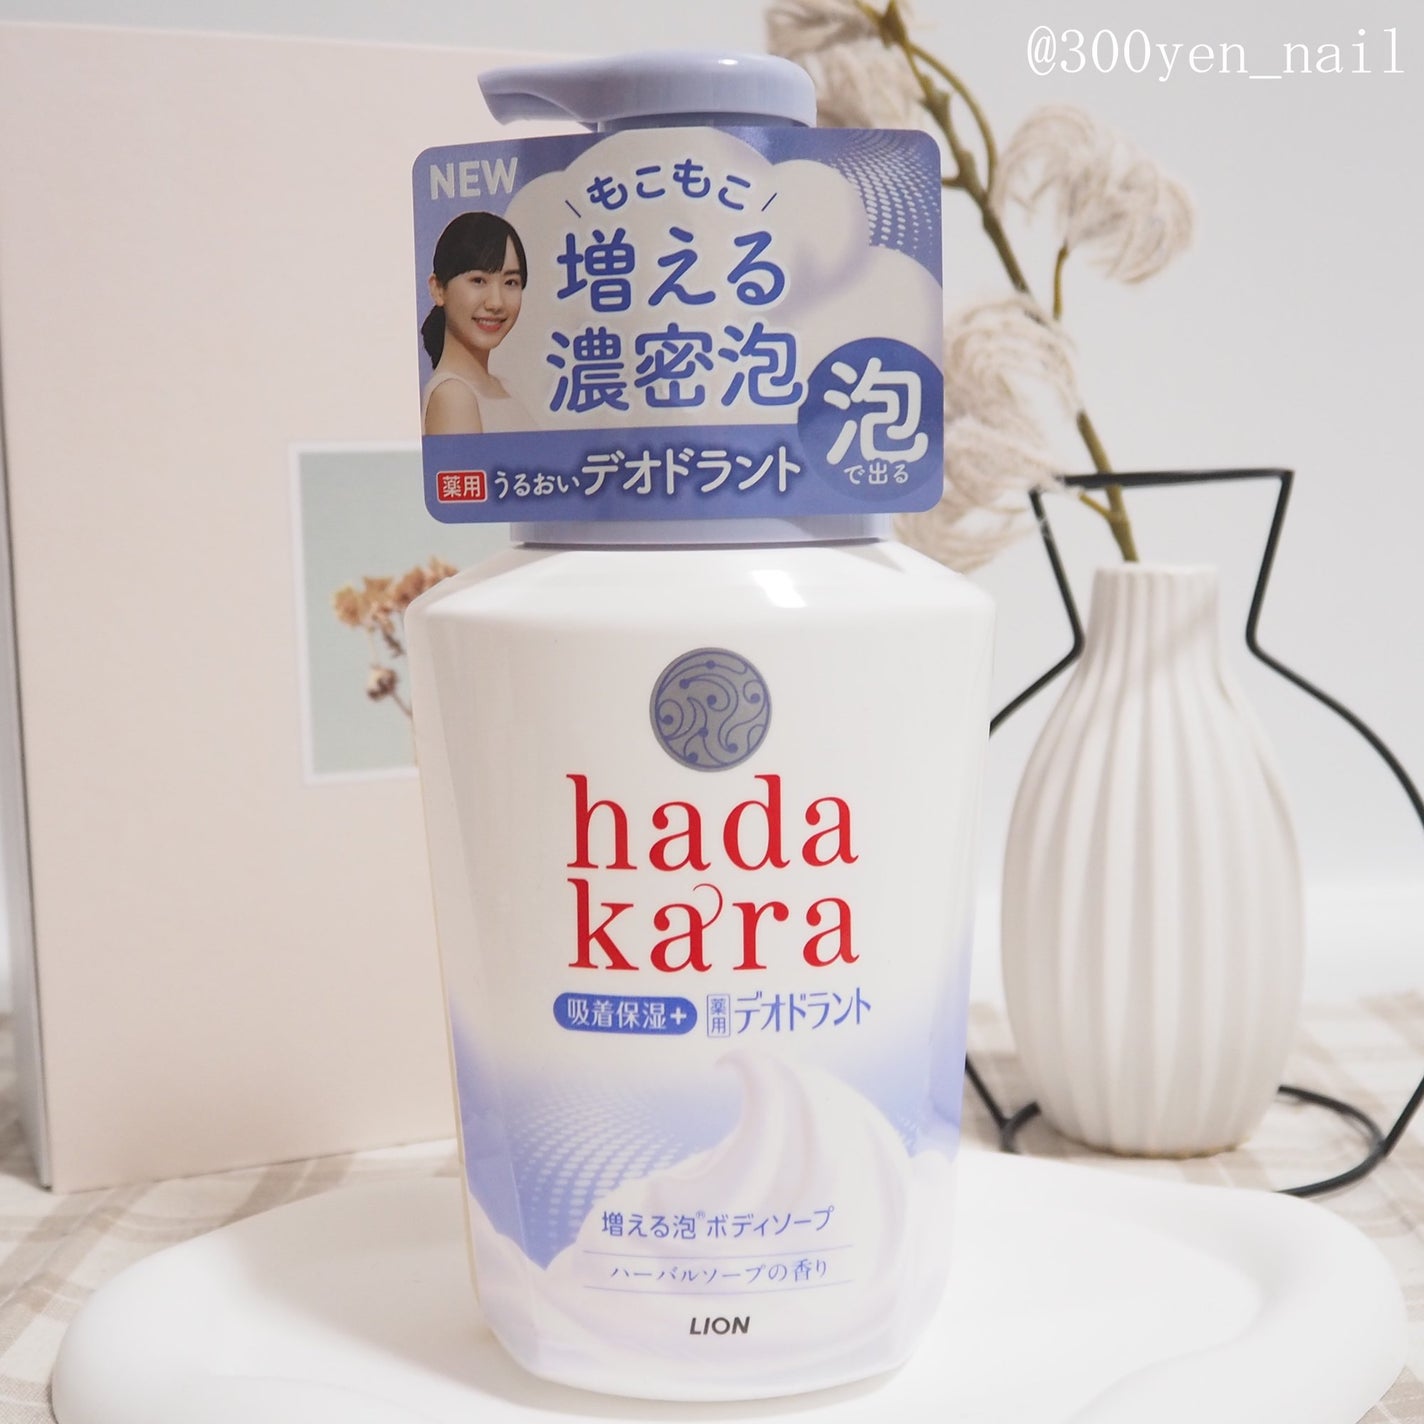 @300yen_nail
NEW
もこもこ
増える
濃密泡
泡
で出る
薬用 うるおいデオドラント
hada
kara
吸着保湿+ 薬用デオドラント
増える泡®ボディソープ
ハーバルソープの香り
LION